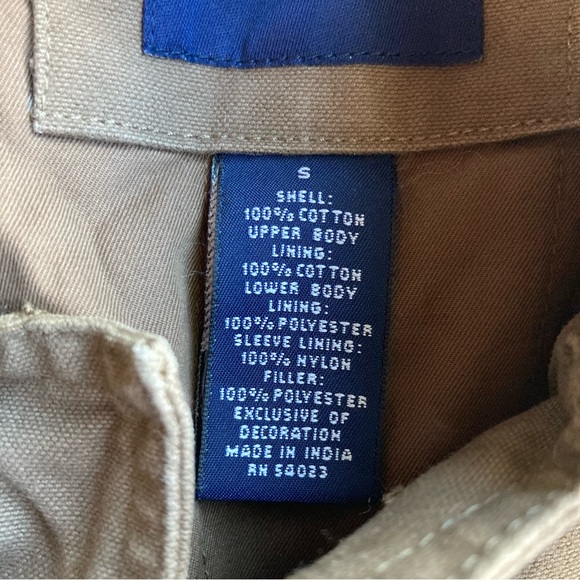 S
SHELL:
100% COTTON
UPPER BODY
LINING:
100% COTTON
LOWER BODY
LINING:
100% POLYESTER
SLEEVE LINING:
100% NYLON
FILLER:
100% POLYESTER
EXCLUSIVE OF
DECORATION
MADE IN INDIA
RN 54023